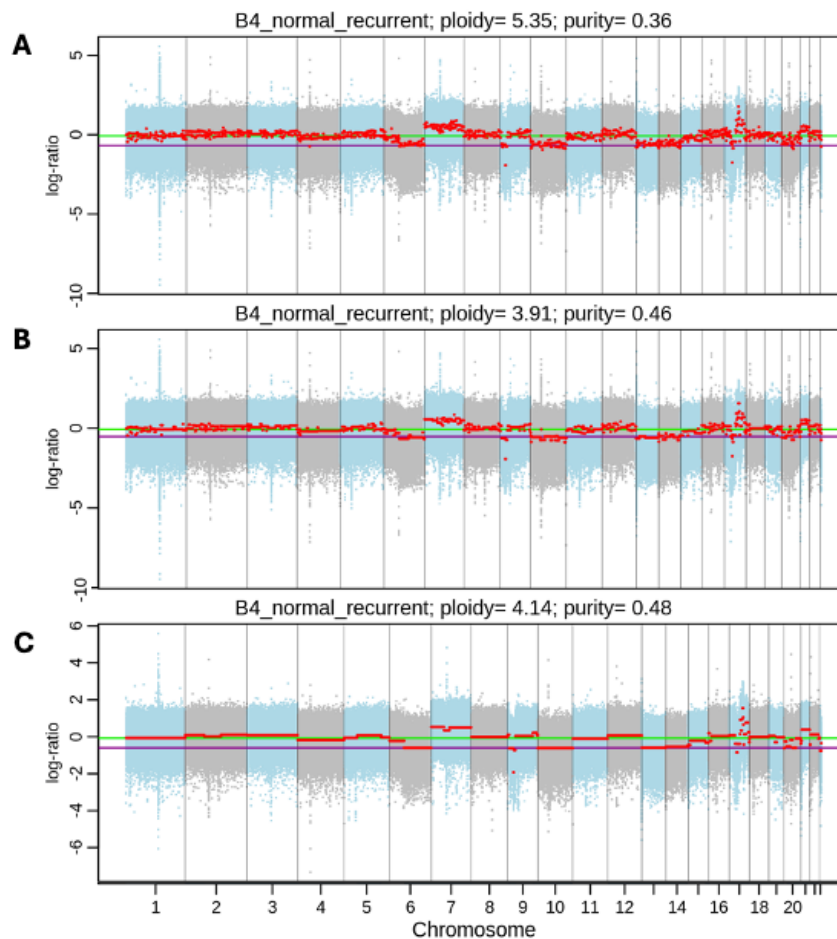 A
B4_normal_recurrent; ploidy= 5.35; purity= 0.36
5
0
-5
-10
log-ratio
B
B4_normal_recurrent; ploidy= 3.91; purity= 0.46
5
0
-5
-10
log-ratio
C
B4_normal_recurrent; ploidy= 4.14; purity= 0.48
6
4
2
0
-2
-4
-6
log-ratio
1 2 3 4 5 6 7 8 9 10 11 12 14 16 18 20
Chromosome